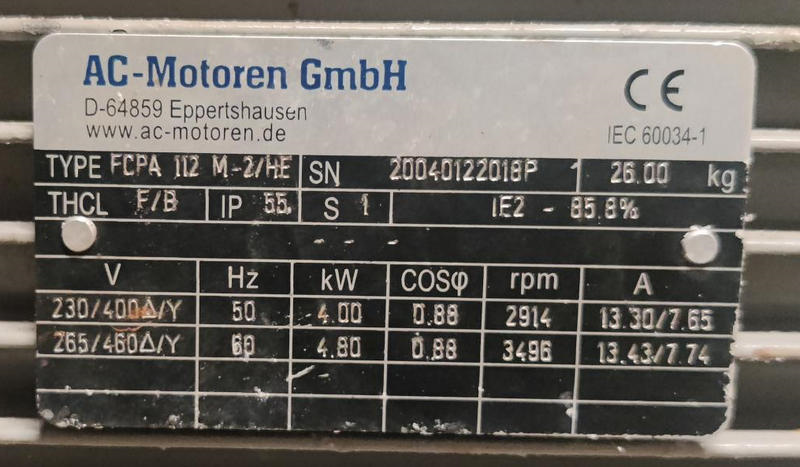 AC-Motoren GmbH
D-64859 Eppertshausen
www.ac-motoren.de
CE
IEC 60034-1
TYPE FCPA 112 M-2/HE SN 20040122018P 26.00 kg
THCL F/B IP 55 S 1 IE2 - 85.8%
V Hz kW COSφ rpm A
230/400Δ/Y 50 4.00 0.88 2914 13.30/7.65
265/460Δ/Y 60 4.80 0.88 3496 13.43/7.74